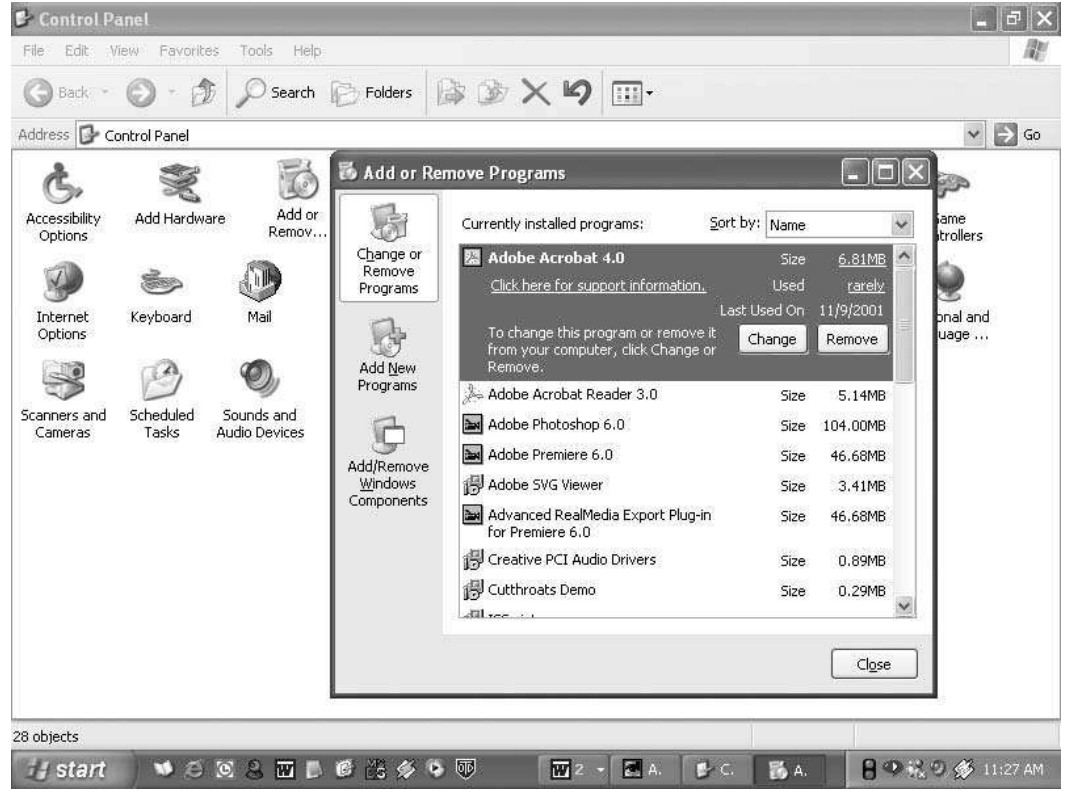 Control Panel
File Edit View Favorites Tools Help
Back Search Folders
Address Control Panel Go
Accessibility Options
Add Hardware
Add or Remov...
Internet Options
Keyboard
Mail
Scanners and Cameras
Scheduled Tasks
Sounds and Audio Devices
Add or Remove Programs
Change or Remove Programs
Add New Programs
Add/Remove Windows Components
Currently installed programs: Sort by: Name
Adobe Acrobat 4.0 Size 6.81MB
Click here for support information. Used rarely
Last Used On 11/9/2001
To change this program or remove it
from your computer, click Change or
Remove.
Change Remove
Adobe Acrobat Reader 3.0 Size 5.14MB
Adobe Photoshop 6.0 Size 104.00MB
Adobe Premiere 6.0 Size 46.68MB
Adobe SVG Viewer Size 3.41MB
Advanced RealMedia Export Plug-in Size 46.68MB
for Premiere 6.0
Creative PCI Audio Drivers Size 0.89MB
Cutthroats Demo Size 0.29MB
Close
28 objects
start 2 A. C. A. 11:27 AM